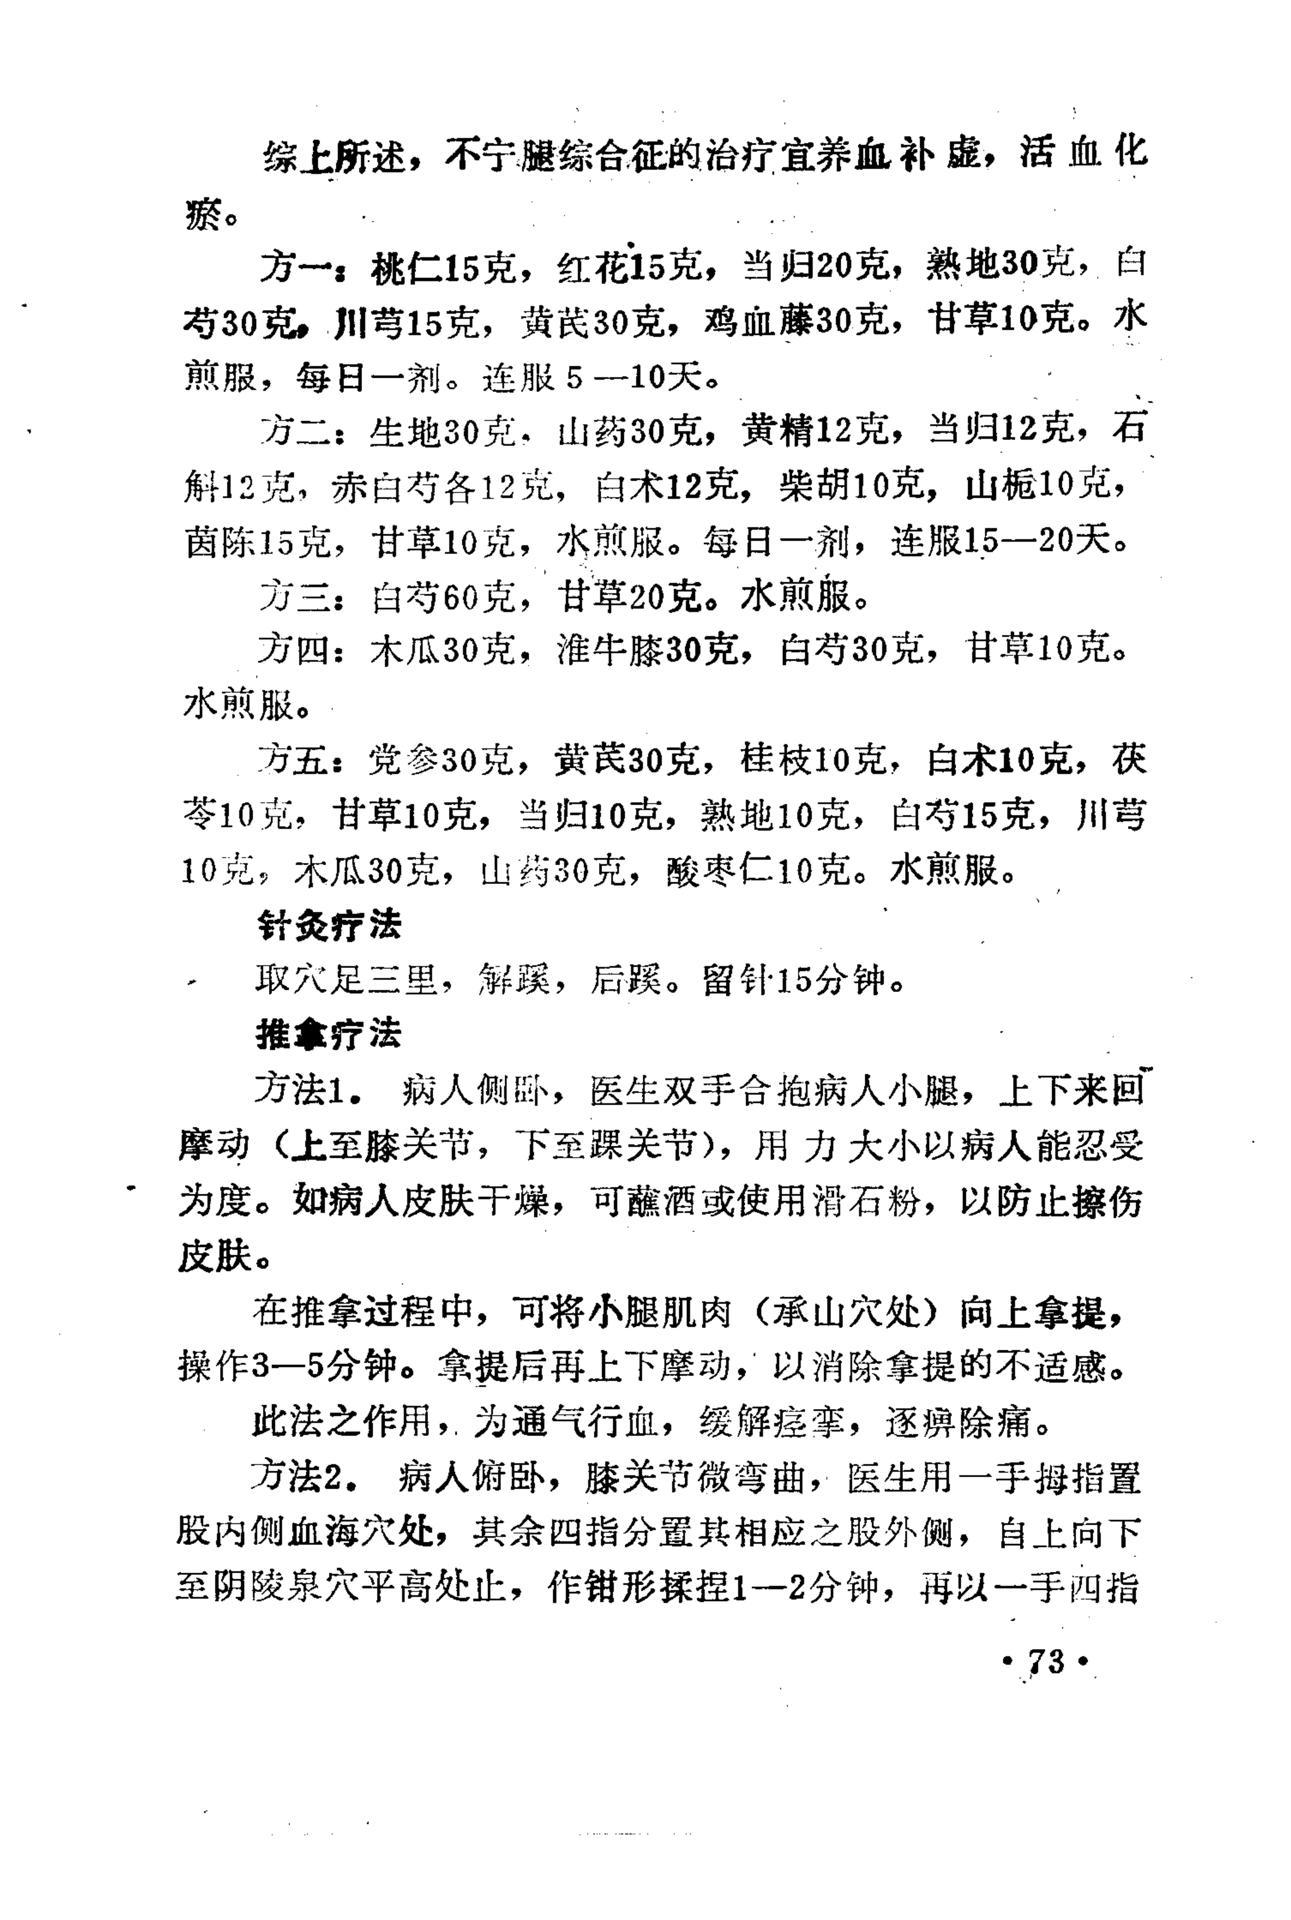 综上所述，不宁腿综合征的治疗宜养血补虚，活血化
瘀。
方一：桃仁15克，红花15克，当归20克，熟地30克，白
芍30克，川芎15克，黄芪30克，鸡血藤30克，甘草10克。水
煎服，每日一剂。连服5—10天。
方二：生地30克，山药30克，黄精12克，当归12克，石
斛12克，赤白芍各12克，白术12克，柴胡10克，山栀10克，
茵陈15克，甘草10克，水煎服。每日一剂，连服15—20天。
方三：白芍60克，甘草20克。水煎服。
方四：木瓜30克，淮牛膝30克，白芍30克，甘草10克。
水煎服。
方五：党参30克，黄芪30克，桂枝10克，白术10克，茯
苓10克，甘草10克，当归10克，熟地10克，白芍15克，川芎
10克，木瓜30克，山药30克，酸枣仁10克。水煎服。
针灸疗法
取穴足三里，解蹊，后蹊。留针15分钟。
推拿疗法
方法1．病人侧卧，医生双手合抱病人小腿，上下来回
摩动（上至膝关节，下至踝关节），用力大小以病人能忍受
为度。如病人皮肤干燥，可蘸酒或使用滑石粉，以防止擦伤
皮肤。
在推拿过程中，可将小腿肌肉（承山穴处）向上拿提，
操作3—5分钟。拿提后再上下摩动，以消除拿提的不适感。
此法之作用，为通气行血，缓解痉挛，逐痹除痛。
方法2．病人俯卧，膝关节微弯曲，医生用一手拇指置
股内侧血海穴处，其余四指分置其相应之股外侧，自上向下
至阴陵泉穴平高处止，作钳形揉捏1—2分钟，再以一手四指
·73·